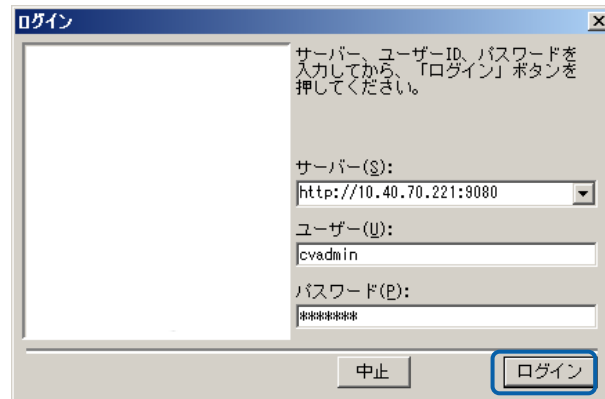 ログイン
サーバー、ユーザーID、パスワードを
入力してから、「ログイン」ボタンを
押してください。
サーバー(S):
http://10.40.70.221:9080
ユーザー(U):
cvadmin
パスワード(P):
*******
中止
ログイン